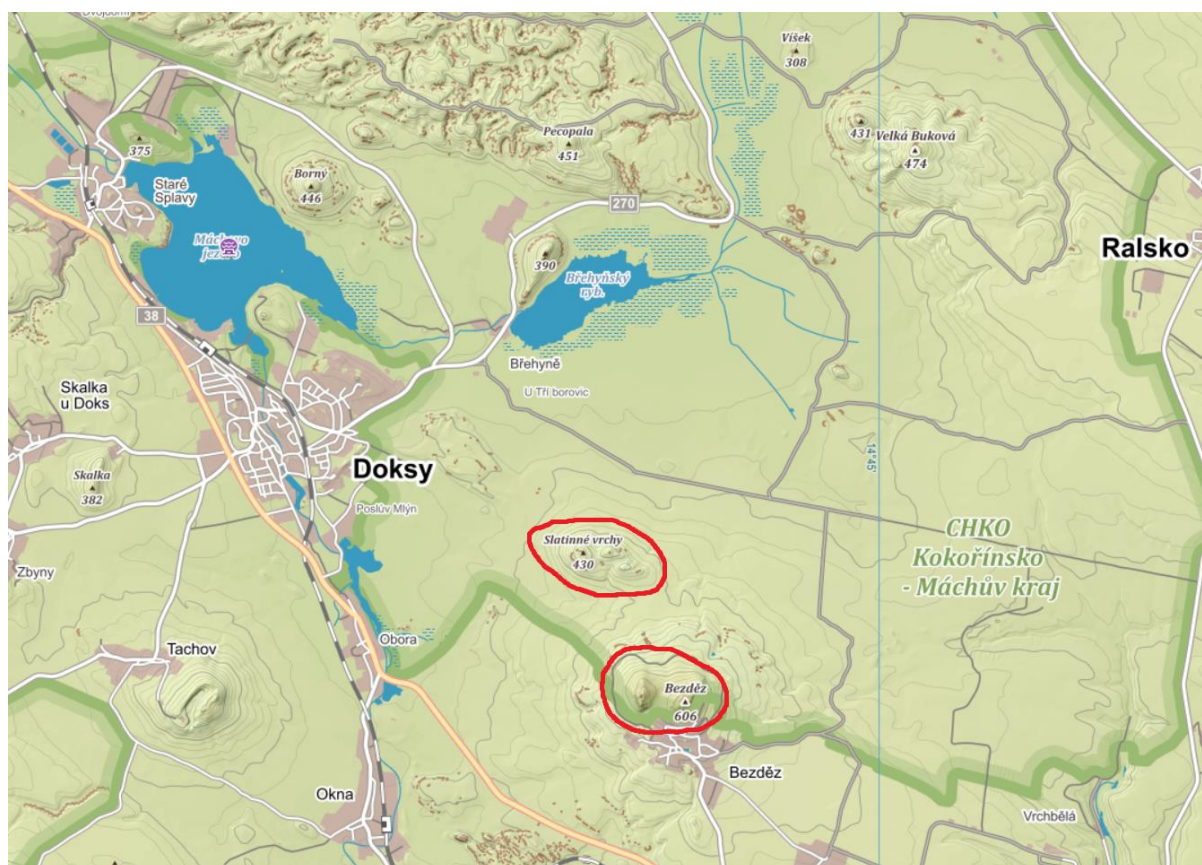 Víšek
308
431
Velká Buková
474
Pecopala
451
375
Staré
Splavy
Borný
446
270
Ralsko
Máchovo
jezero
390
Břehyňský
ryb.
38
Břehyně
U Tří borovic
Skalka
u Doks
14°45'
Doksy
Skalka
382
Poslův Mlýn
Slatinné vrchy
430
CHKO
Kokořínsko
- Máchův kraj
Zbyny
Obora
Tachov
Bezděz
606
Bezděz
Okna
Vrchbělá